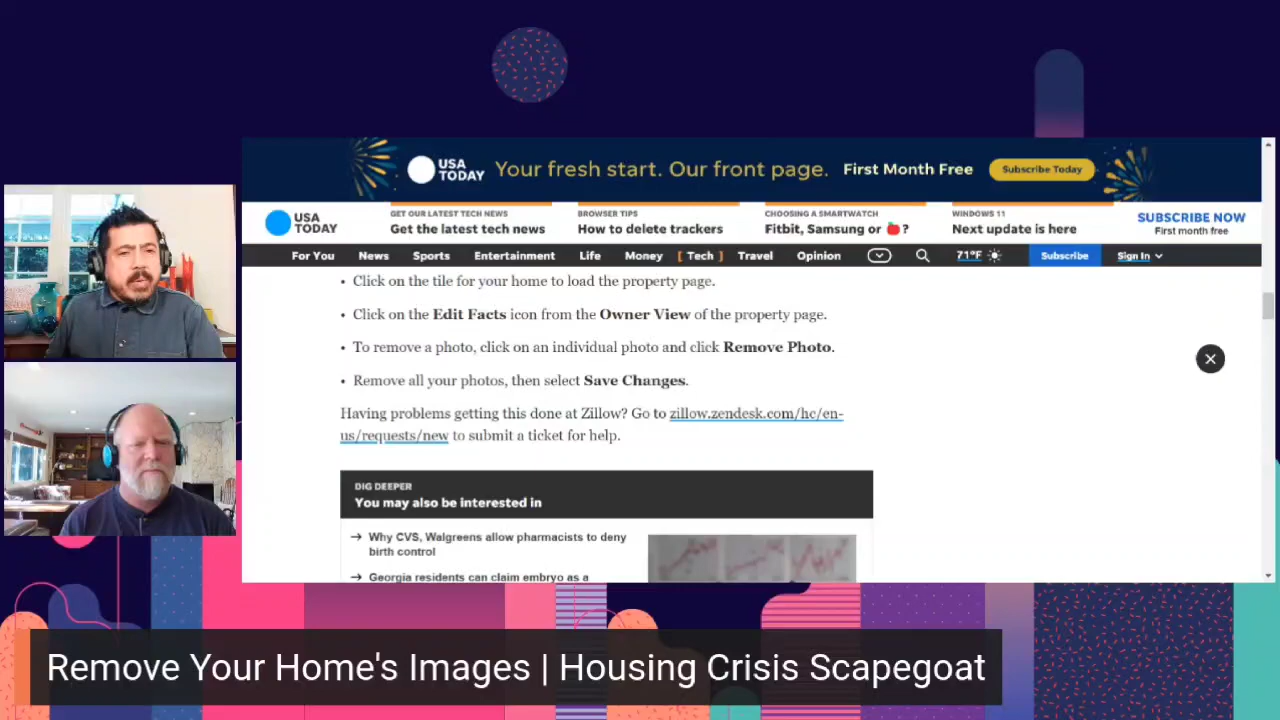 USA
TODAY
Your fresh start. Our front page.
First Month Free
Subscribe Today
USA
TODAY
GET OUR LATEST TECH NEWS
Get the latest tech news
BROWSER TIPS
How to delete trackers
CHOOSING A SMARTWATCH
Fitbit, Samsung or 🍎?
WINDOWS 11
Next update is here
SUBSCRIBE NOW
First month free
For You News Sports Entertainment Life Money [ Tech ] Travel Opinion 71°F Subscribe Sign In
• Click on the tile for your home to load the property page.
• Click on the Edit Facts icon from the Owner View of the property page.
• To remove a photo, click on an individual photo and click Remove Photo.
• Remove all your photos, then select Save Changes.
Having problems getting this done at Zillow? Go to zillow.zendesk.com/hc/en-
us/requests/new to submit a ticket for help.
DIG DEEPER
You may also be interested in
→ Why CVS, Walgreens allow pharmacists to deny
birth control
→ Georgia residents can claim embryo as a
Remove Your Home's Images | Housing Crisis Scapegoat